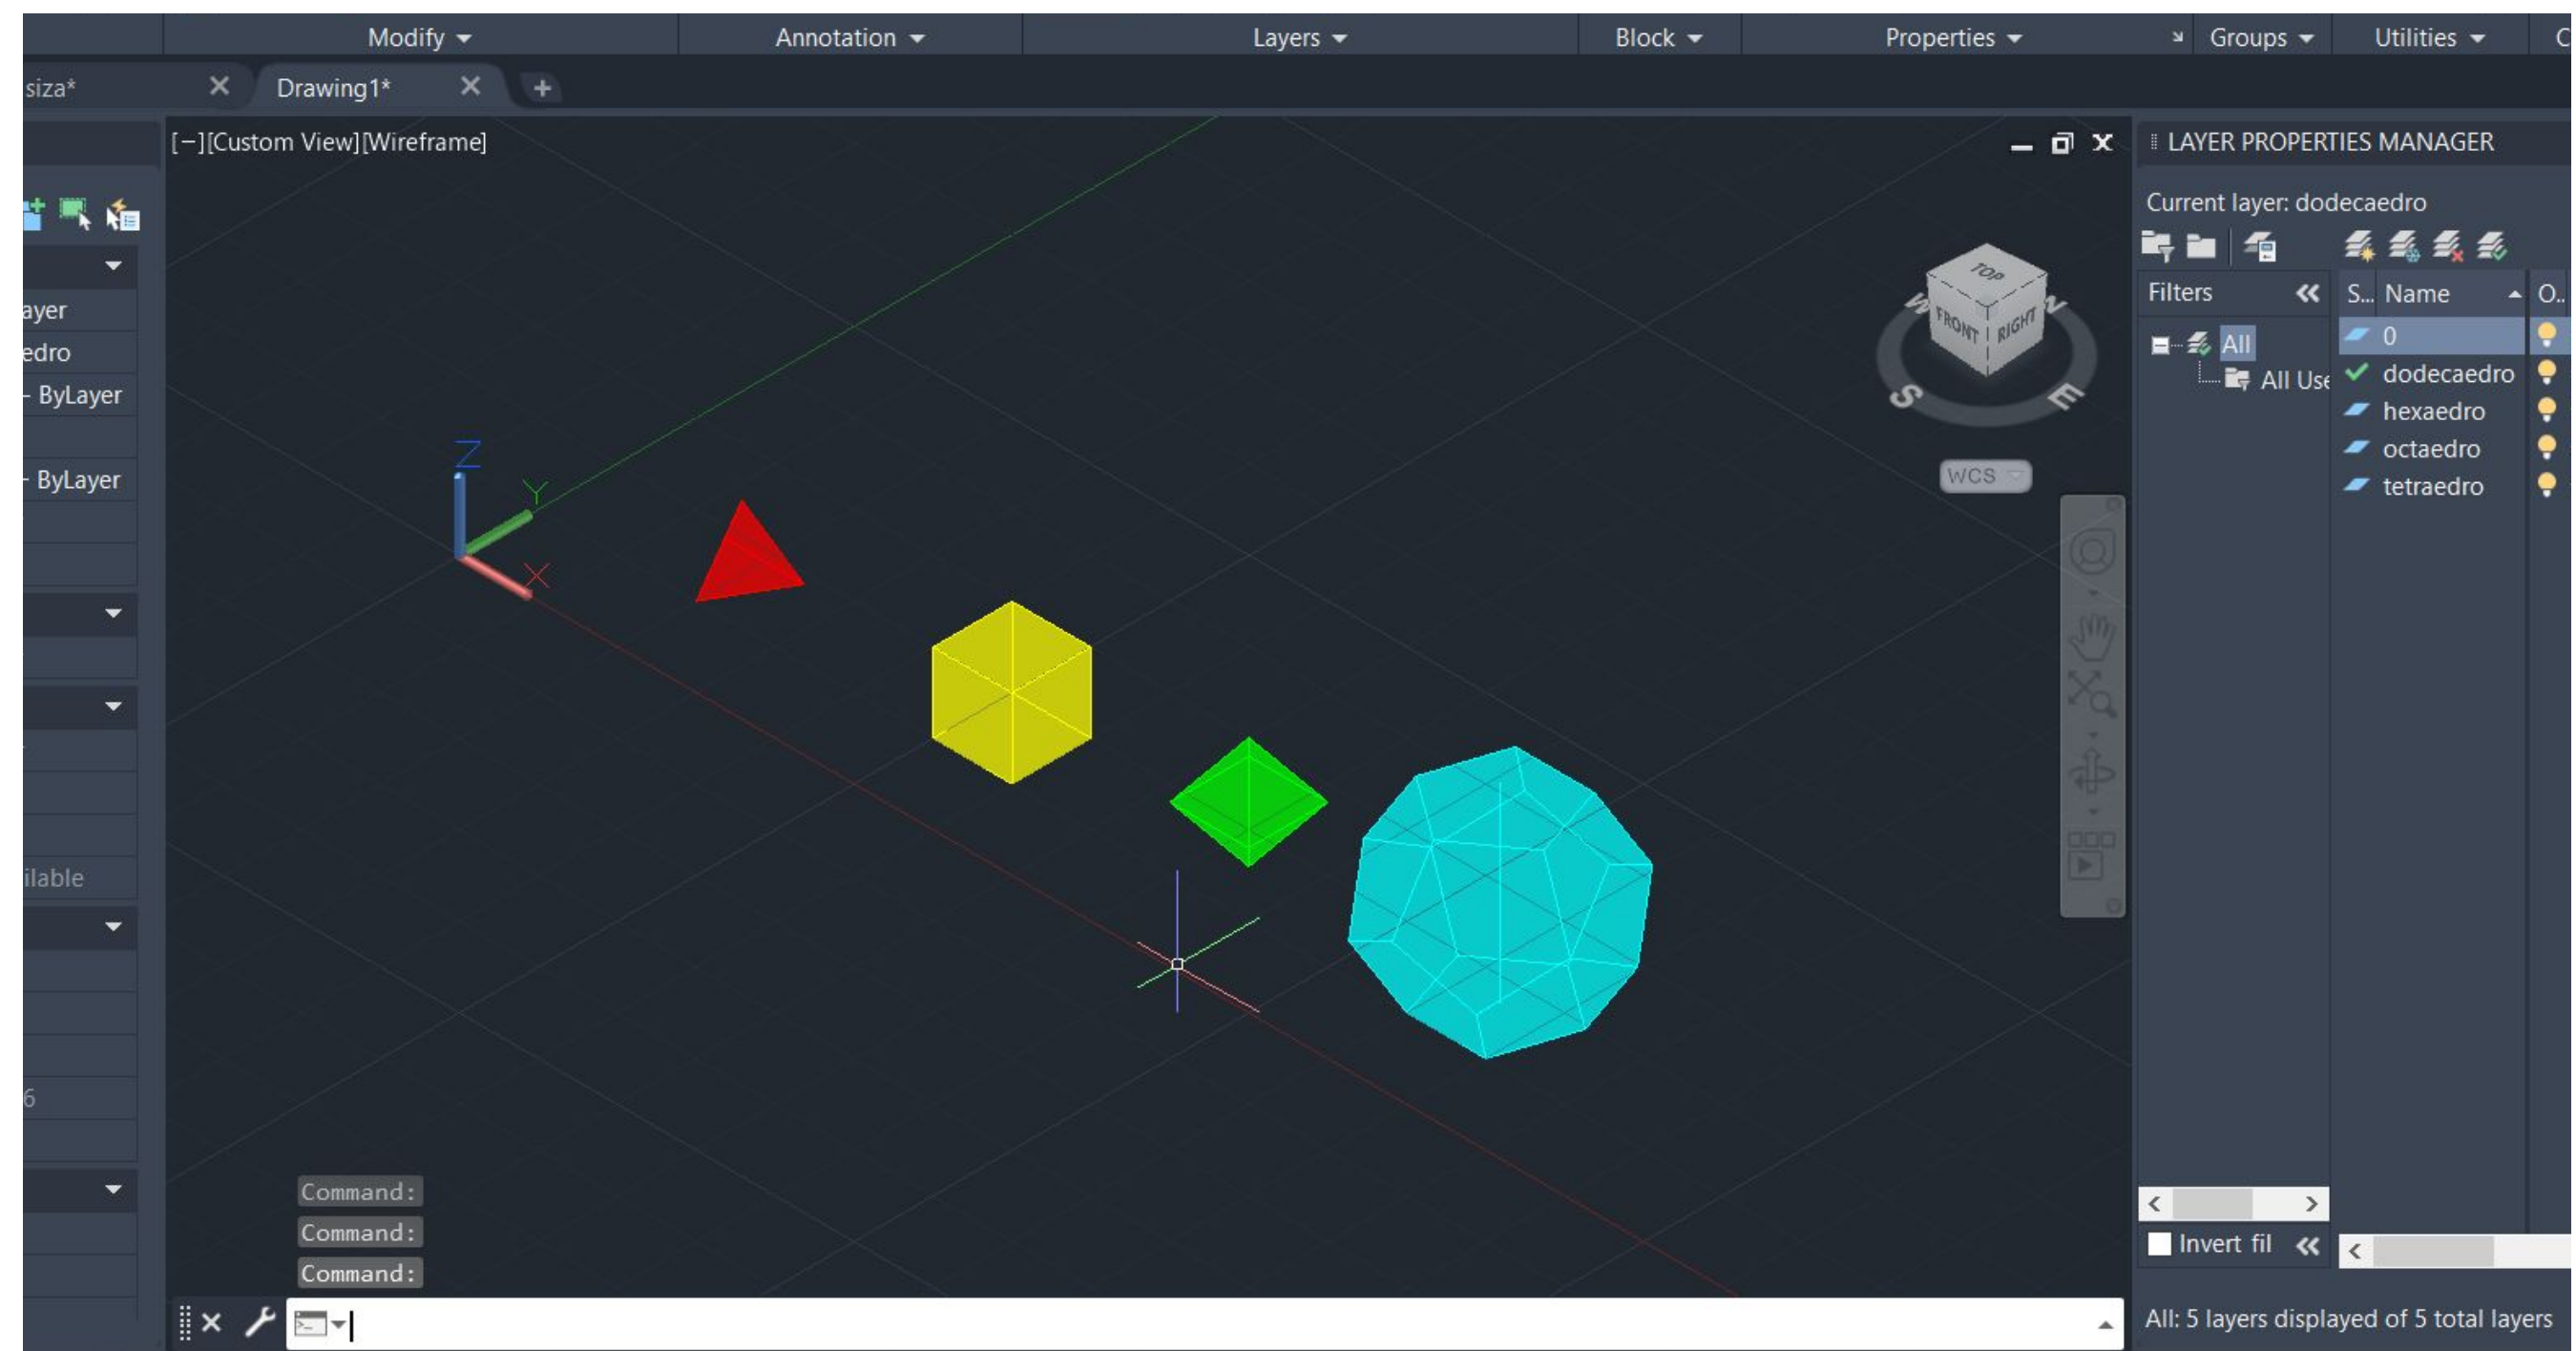 Modify Annotation Layers Block Properties Groups Utilities C
siza* Drawing1*
[−][Custom View][Wireframe]
LAYER PROPERTIES MANAGER
Current layer: dodecaedro
Filters S... Name O..
All
All Use
0
dodecaedro
hexaedro
octaedro
tetraedro
ayer
edro
- ByLayer
- ByLayer
ilable
6
TOP
FRONT RIGHT
W N
S E
WCS
Z
Y
X
Command:
Command:
Command:
Invert fil
All: 5 layers displayed of 5 total layers